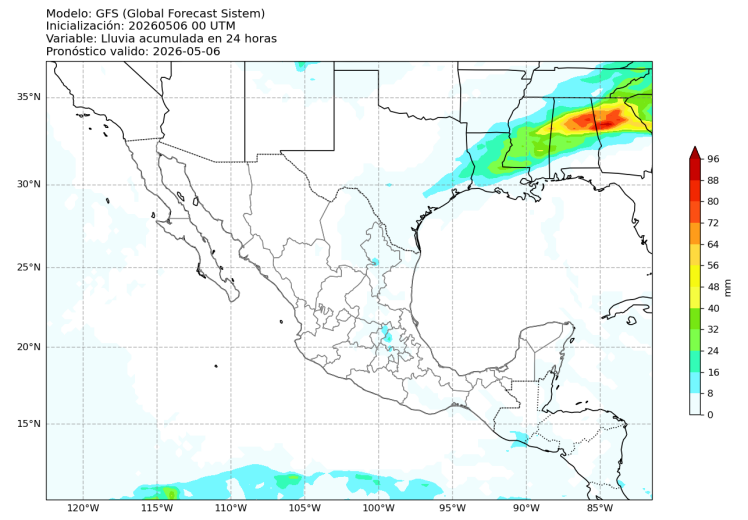 Modelo: GFS (Global Forecast Sistem)
Inicialización: 20260506 00 UTM
Variable: Lluvia acumulada en 24 horas
Pronóstico valido: 2026-05-06
35°N
30°N
25°N
20°N
15°N
120°W
115°W
110°W
105°W
100°W
95°W
90°W
85°W
96
88
80
72
64
56
48
40
32
24
16
8
0
mm